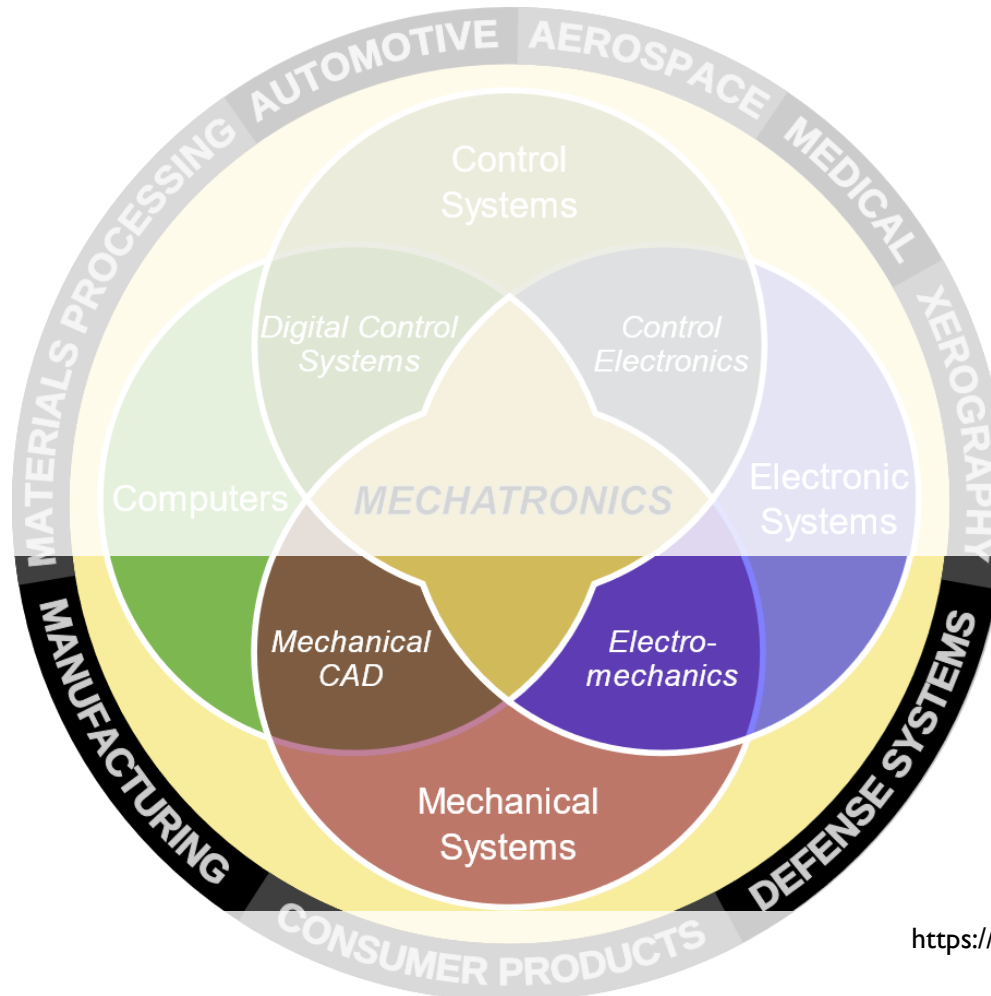 AUTOMOTIVE
AEROSPACE
MEDICAL
XEROGRAPHY
MATERIALS PROCESSING
Control
Systems
Digital Control
Systems
Control
Electronics
Computers
MECHATRONICS
Electronic
Systems
Mechanical
CAD
Electro-
mechanics
Mechanical
Systems
MANUFACTURING
CONSUMER PRODUCTS
DEFENSE SYSTEMS
https://